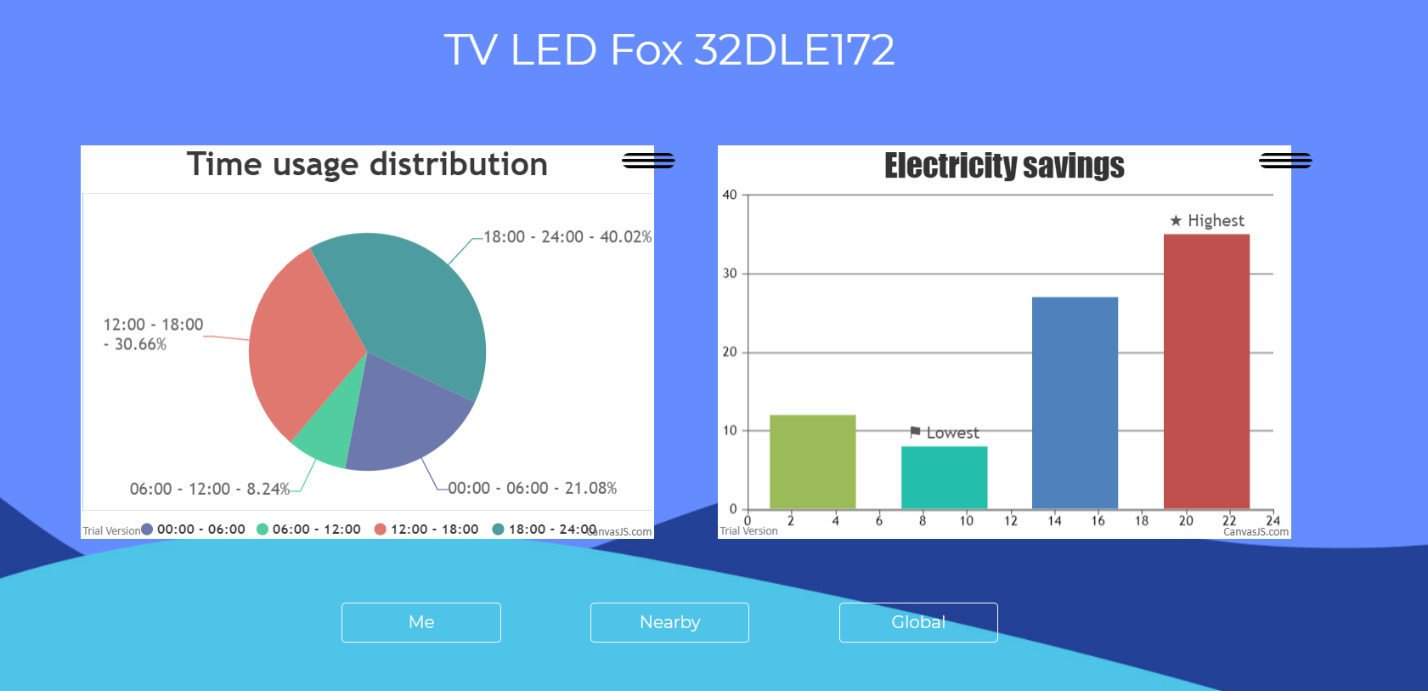 TV LED Fox 32DLE172
Time usage distribution
18:00 - 24:00 - 40.02%
12:00 - 18:00
- 30.66%
06:00 - 12:00 - 8.24%
00:00 - 06:00 - 21.08%
Trial Version
00:00 - 06:00 06:00 - 12:00 12:00 - 18:00 18:00 - 24:00
CanvasJS.com
Electricity savings
40
30
20
10
0
★ Highest
⚑ Lowest
0 2 4 6 8 10 12 14 16 18 20 22 24
Trial Version
CanvasJS.com
Me
Nearby
Global